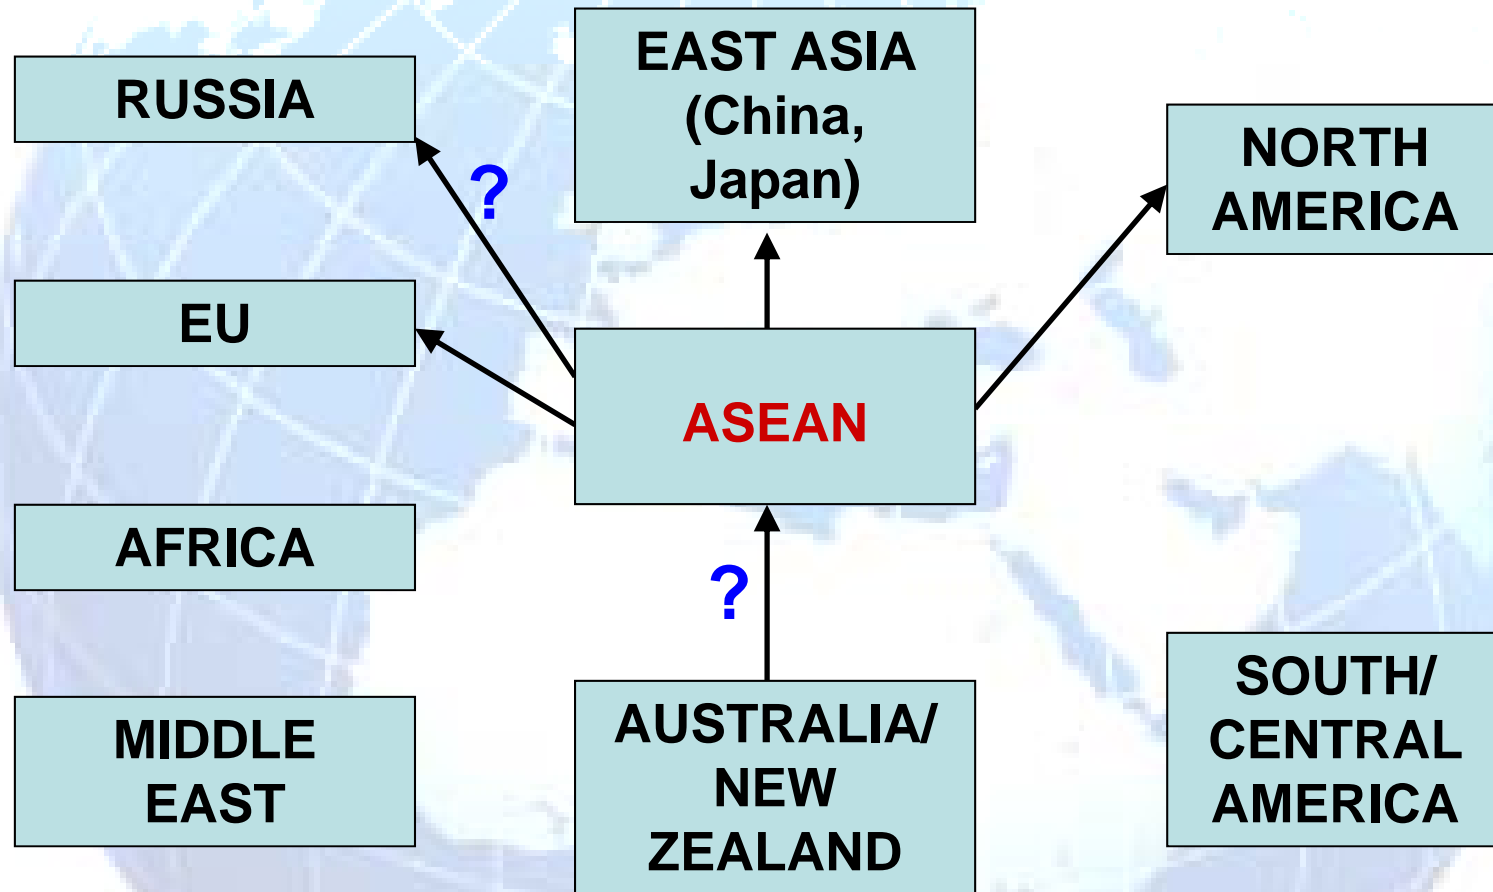 RUSSIA
EAST ASIA
(China,
Japan)
NORTH
AMERICA
?
EU
ASEAN
AFRICA
?
MIDDLE
EAST
AUSTRALIA/
NEW
ZEALAND
SOUTH/
CENTRAL
AMERICA